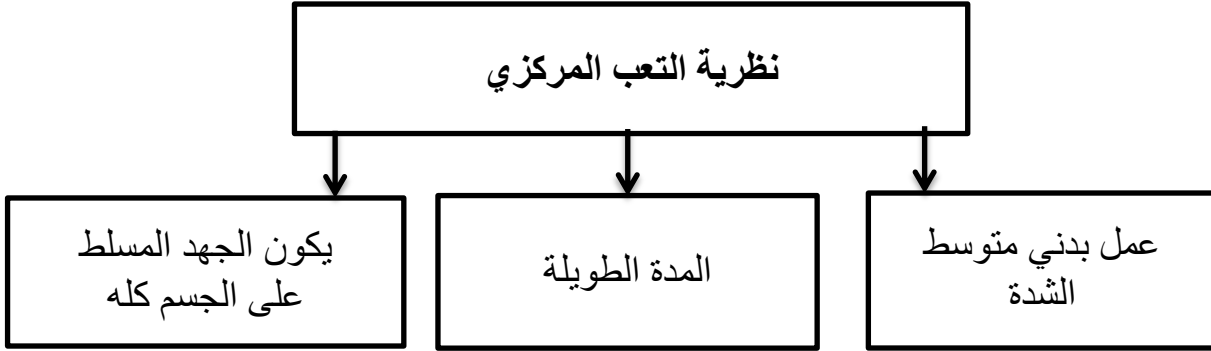 نظرية التعب المركزي
عمل بدني متوسط
الشدة
المدة الطويلة
يكون الجهد المسلط
على الجسم كله